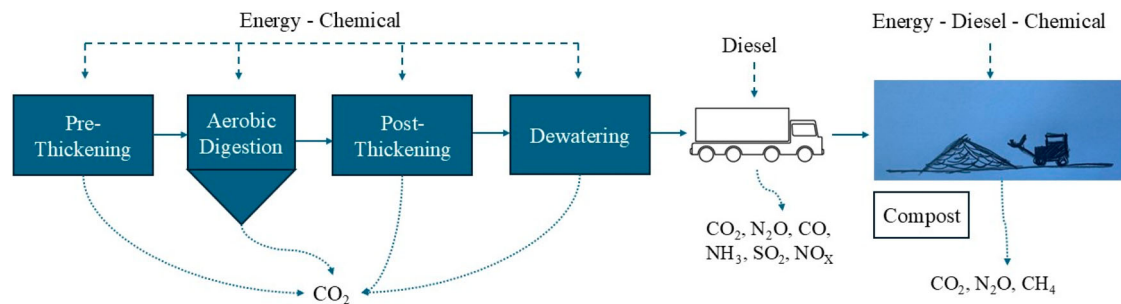 Energy - Chemical
Energy - Diesel - Chemical
Diesel
Pre-
Thickening
Aerobic
Digestion
Post-
Thickening
Dewatering
Compost
CO₂, N₂O, CO,
NH₃, SO₂, NOₓ
CO₂
CO₂, N₂O, CH₄